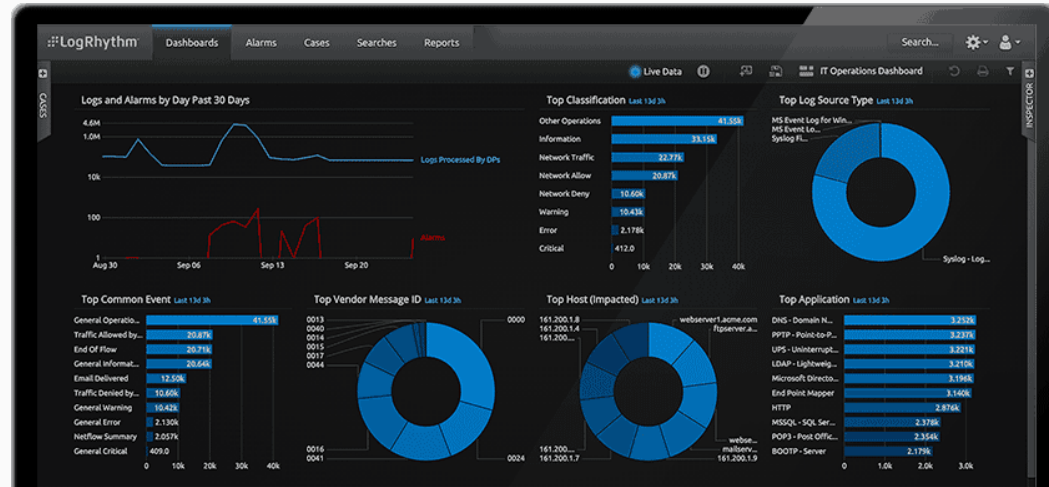 LogRhythm Dashboards Alarms Cases Searches Reports Search...
Live Data IT Operations Dashboard
CASES
INSPECTOR
Logs and Alarms by Day Past 30 Days
4.6M
1.0M
Logs Processed By DPs
10k
100
Alarms
1
Aug 30 Sep 06 Sep 13 Sep 20
Top Classification Last 13d 3h
Other Operations 41.55k
Information 33.15k
Network Traffic 22.77k
Network Allow 20.87k
Network Deny 10.60k
Warning 10.43k
Error 2.178k
Critical 412.0
0 10k 20k 30k 40k
Top Log Source Type Last 13d 3h
MS Event Log for Win...
MS Event Lo...
Syslog Fi...
Syslog - Log...
Top Common Event Last 13d 3h
General Operatio... 41.55k
Traffic Allowed by... 20.87k
End Of Flow 20.71k
General Informat... 20.64k
Email Delivered 12.50k
Traffic Denied by... 10.60k
General Warning 10.42k
General Error 2.130k
Netflow Summary 2.057k
General Critical 409.0
0 10k 20k 30k 40k
Top Vendor Message ID Last 13d 3h
0013
0040
0014
0015
0017
0044
0016
0041
0000
0024
Top Host (Impacted) Last 13d 3h
161.200.1.8
161.200.1.4
161.200....
161.200....
161.200.1.7
webserver1.acme.com
ftpserver.a...
webse...
mailserv...
161.200.1.9
Top Application Last 13d 3h
DNS - Domain N... 3.252k
PPTP - Point-to-P... 3.237k
UPS - Uninterrupt... 3.221k
LDAP - Lightweig... 3.210k
Microsoft Directo... 3.196k
End Point Mapper 3.140k
HTTP 2.876k
MSSQL - SQL Ser... 2.378k
POP3 - Post Offic... 2.354k
BOOTP - Server 2.179k
0 1.0k 2.0k 3.0k